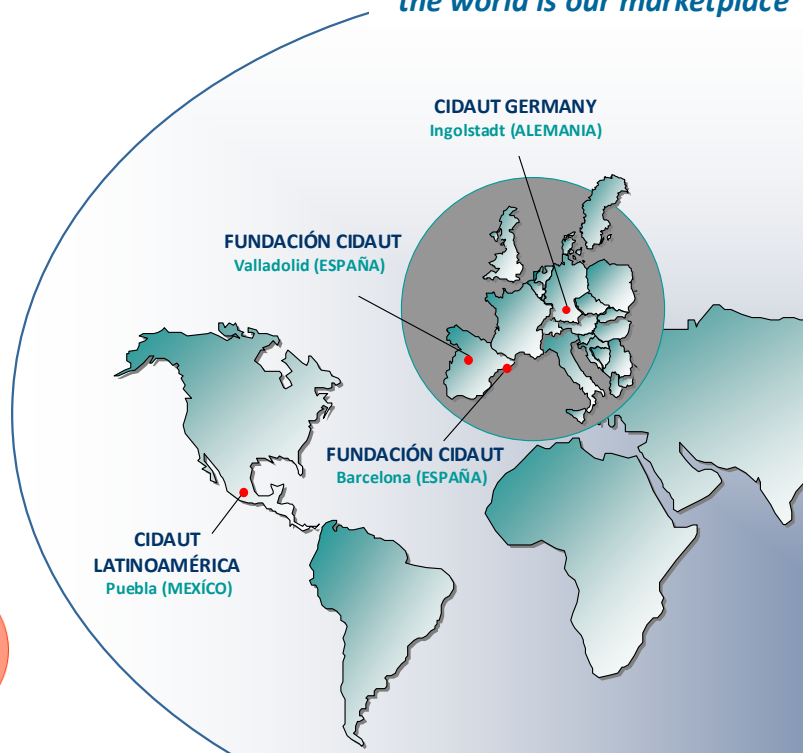 the world is our marketplace
CIDAUT GERMANY
Ingolstadt (ALEMANIA)
FUNDACIÓN CIDAUT
Valladolid (ESPAÑA)
FUNDACIÓN CIDAUT
Barcelona (ESPAÑA)
CIDAUT
LATINOAMÉRICA
Puebla (MEXÍCO)